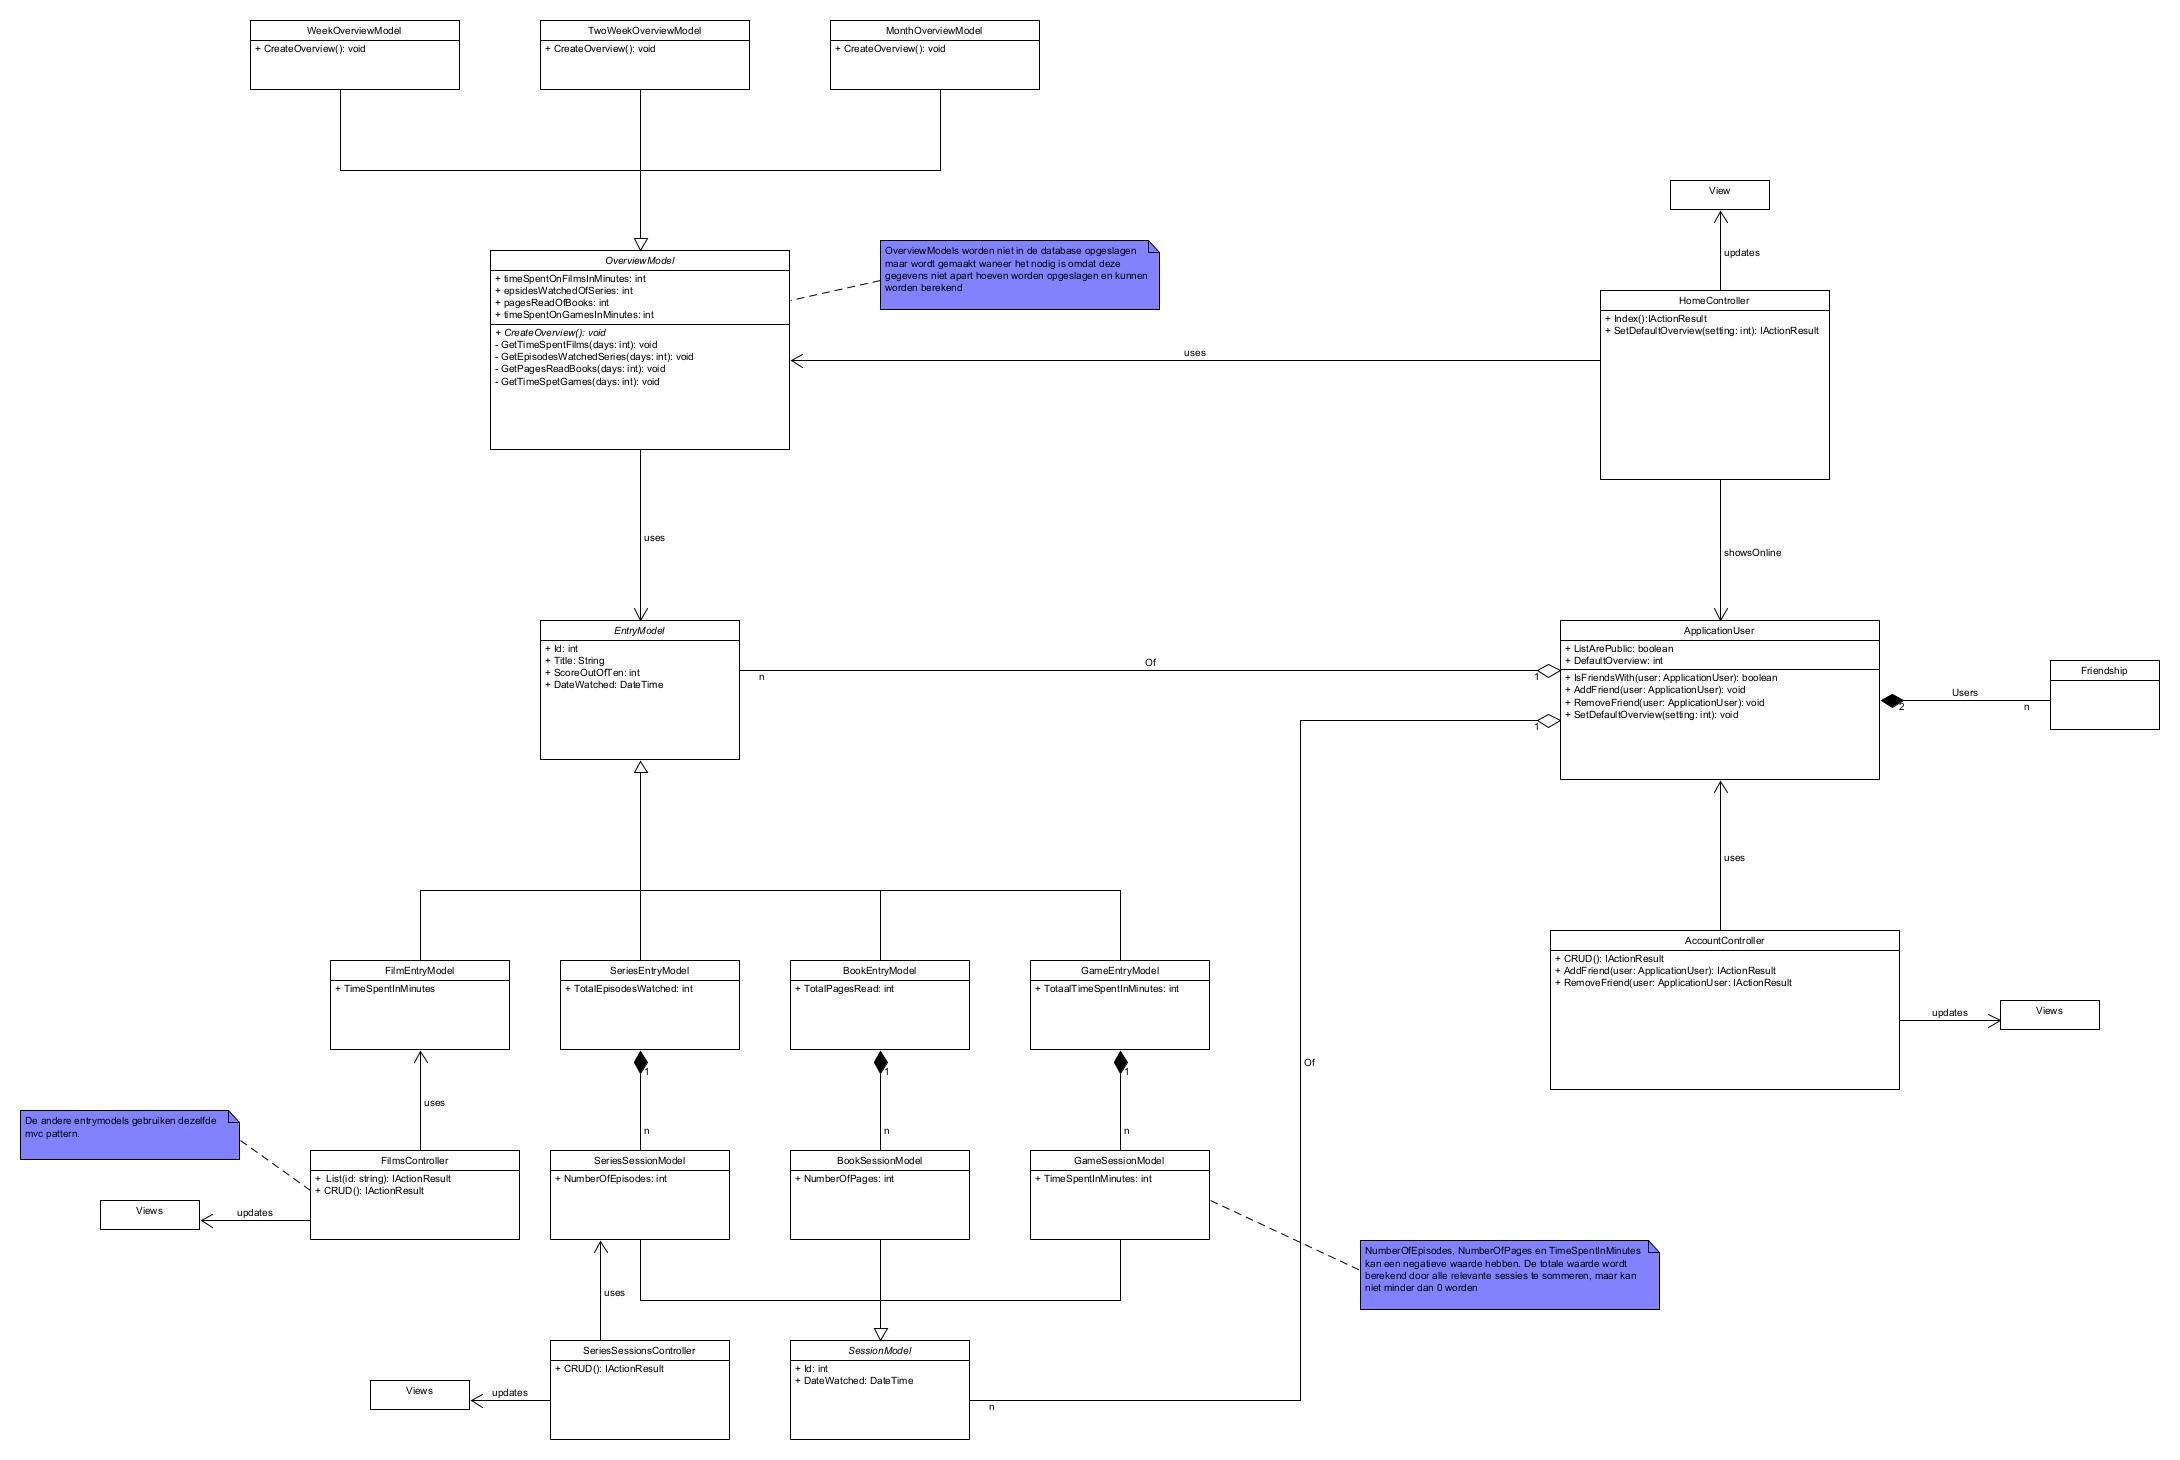 WeekOverviewModel
+ CreateOverview(): void
TwoWeekOverviewModel
+ CreateOverview(): void
MonthOverviewModel
+ CreateOverview(): void
View
updates
OverviewModel
+ timeSpentOnFilmsInMinutes: int
+ epsidesWatchedOfSeries: int
+ pagesReadOfBooks: int
+ timeSpentOnGamesInMinutes: int
+ CreateOverview(): void
- GetTimeSpentFilms(days: int): void
- GetEpisodesWatchedSeries(days: int): void
- GetPagesReadBooks(days: int): void
- GetTimeSpetGames(days: int): void
OverviewModels worden niet in de database opgeslagen
maar wordt gemaakt waneer het nodig is omdat deze
gegevens niet apart hoeven worden opgeslagen en kunnen
worden berekend
uses
HomeController
+ Index():IActionResult
+ SetDefaultOverview(setting: int): IActionResult
uses
showsOnline
EntryModel
+ Id: int
+ Title: String
+ ScoreOutOfTen: int
+ DateWatched: DateTime
n
Of
1
1
ApplicationUser
+ ListArePublic: boolean
+ DefaultOverview: int
+ IsFriendsWith(user: ApplicationUser): boolean
+ AddFriend(user: ApplicationUser): void
+ RemoveFriend(user: ApplicationUser): void
+ SetDefaultOverview(setting: int): void
2
Users
n
Friendship
uses
AccountController
+ CRUD(): IActionResult
+ AddFriend(user: ApplicationUser): IActionResult
+ RemoveFriend(user: ApplicationUser: IActionResult
updates
Views
FilmEntryModel
+ TimeSpentInMinutes
SeriesEntryModel
+ TotalEpisodesWatched: int
BookEntryModel
+ TotalPagesRead: int
GameEntryModel
+ TotaalTimeSpentInMinutes: int
Of
uses
1
n
1
n
1
n
De andere entrymodels gebruiken dezelfde
mvc pattern.
FilmsController
+  List(id: string): IActionResult
+ CRUD(): IActionResult
updates
Views
SeriesSessionModel
+ NumberOfEpisodes: int
BookSessionModel
+ NumberOfPages: int
GameSessionModel
+ TimeSpentInMinutes: int
NumberOfEpisodes, NumberOfPages en TimeSpentInMinutes
kan een negatieve waarde hebben. De totale waarde wordt
berekend door alle relevante sessies te sommeren, maar kan
niet minder dan 0 worden
uses
SeriesSessionsController
+ CRUD(): IActionResult
updates
Views
SessionModel
+ Id: int
+ DateWatched: DateTime
n